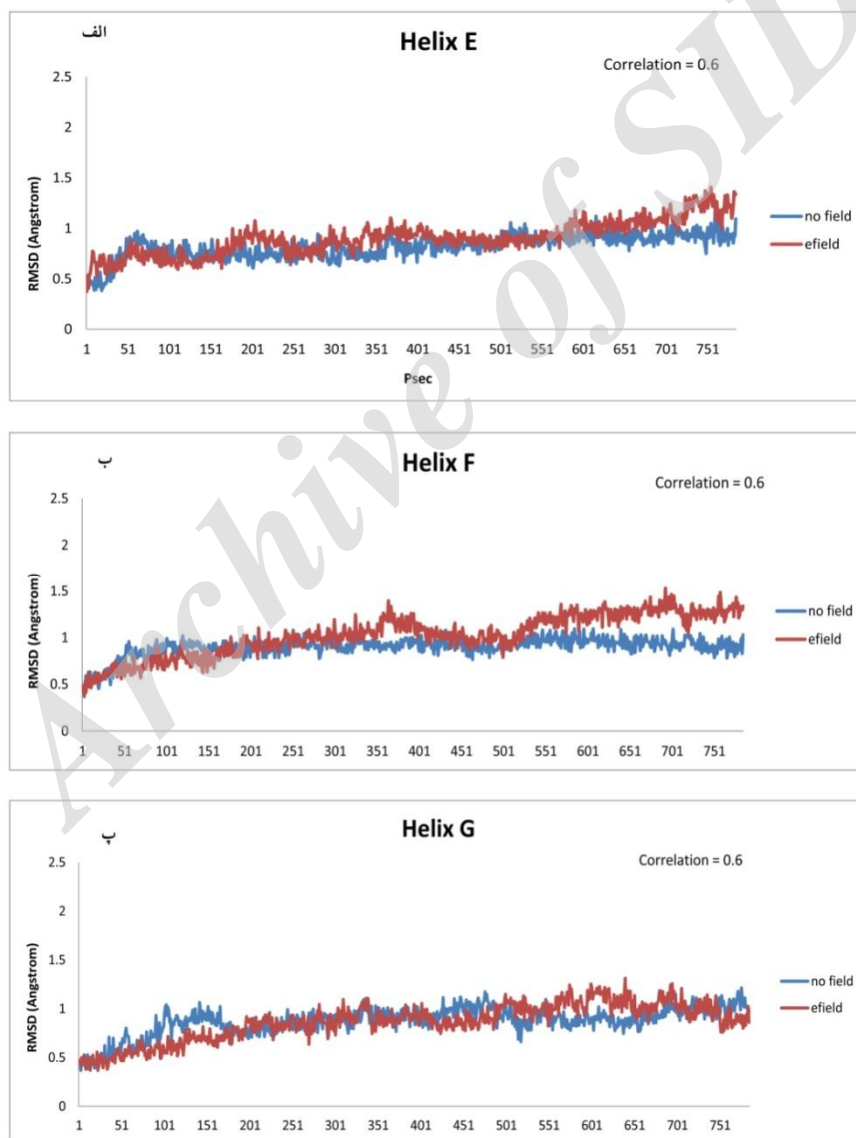 الف
Helix E
Correlation = 0.6
2.5
2
1.5
1
0.5
0
RMSD (Angstrom)
no field
efield
1 51 101 151 201 251 301 351 401 451 501 551 601 651 701 751
Psec
ب
Helix F
Correlation = 0.6
2.5
2
1.5
1
0.5
0
RMSD (Angstrom)
no field
efield
1 51 101 151 201 251 301 351 401 451 501 551 601 651 701 751
پ
Helix G
Correlation = 0.6
2.5
2
1.5
1
0.5
0
RMSD (Angstrom)
no field
efield
1 51 101 151 201 251 301 351 401 451 501 551 601 651 701 751
Archive of SID